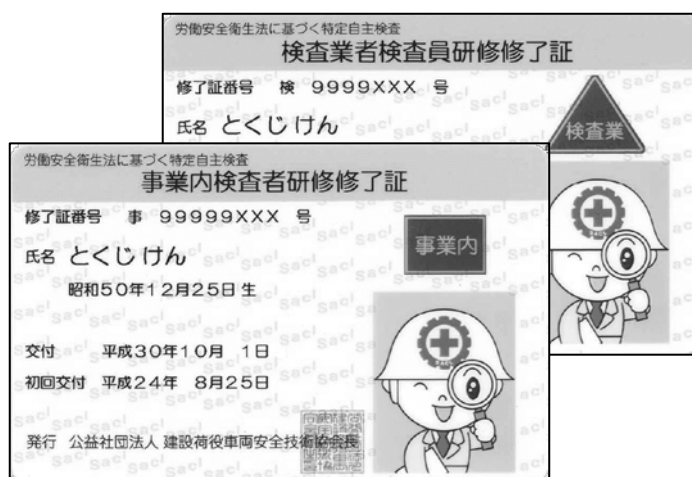 労働安全衛生法に基づく特定自主検査
検査業者検査員研修修了証
修了証番号 検 9999XXX 号
氏名 とくじ けん
検査業
労働安全衛生法に基づく特定自主検査
事業内検査者研修修了証
修了証番号 事 99999XXX 号
氏名 とくじ けん
事業内
昭和50年12月25日 生
交付 平成30年10月 1日
初回交付 平成24年 8月25日
発行 公益社団法人 建設荷役車両安全技術協会長